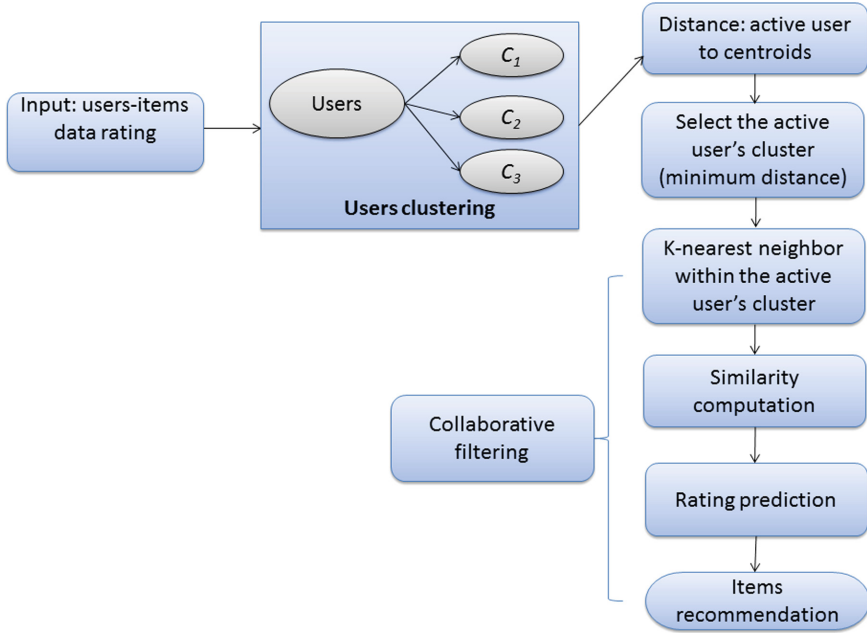 Input: users-items
data rating
Users
C1
C2
C3
Users clustering
Distance: active user
to centroids
Select the active
user's cluster
(minimum distance)
K-nearest neighbor
within the active
user's cluster
Similarity
computation
Collaborative
filtering
Rating prediction
Items
recommendation